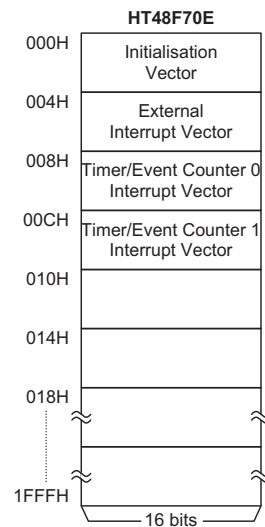 HT48F70E
000H
Initialisation
Vector
004H
External
Interrupt Vector
008H
Timer/Event Counter 0
Interrupt Vector
00CH
Timer/Event Counter 1
Interrupt Vector
010H
014H
018H
1FFFH
16 bits